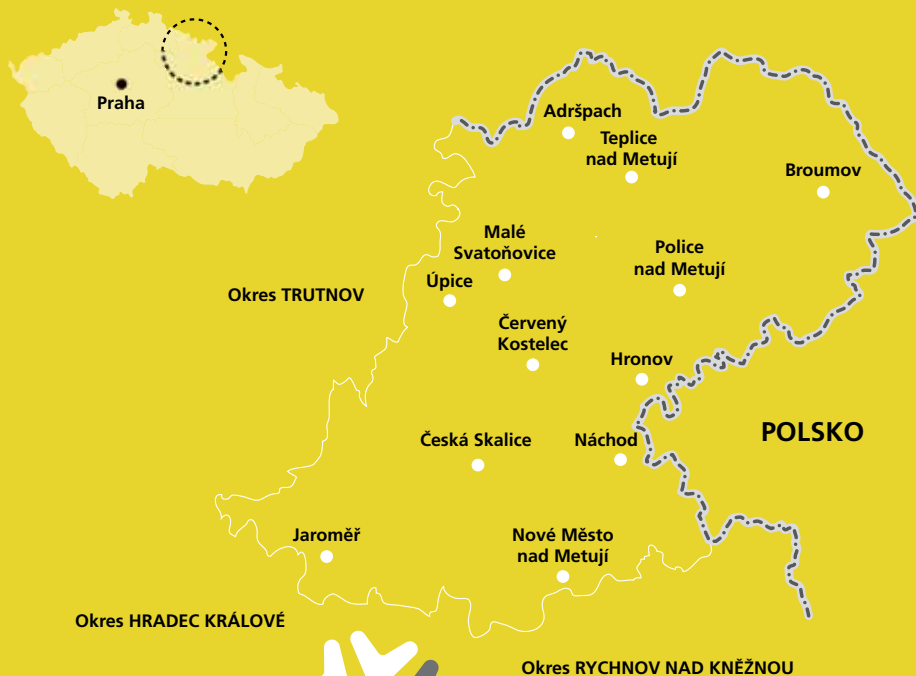 Praha
Adršpach
Teplice
nad Metují
Broumov
Malé
Svatoňovice
Police
nad Metují
Úpice
Okres TRUTNOV
Červený
Kostelec
Hronov
POLSKO
Česká Skalice
Náchod
Jaroměř
Nové Město
nad Metují
Okres HRADEC KRÁLOVÉ
Okres RYCHNOV NAD KNĚŽNOU